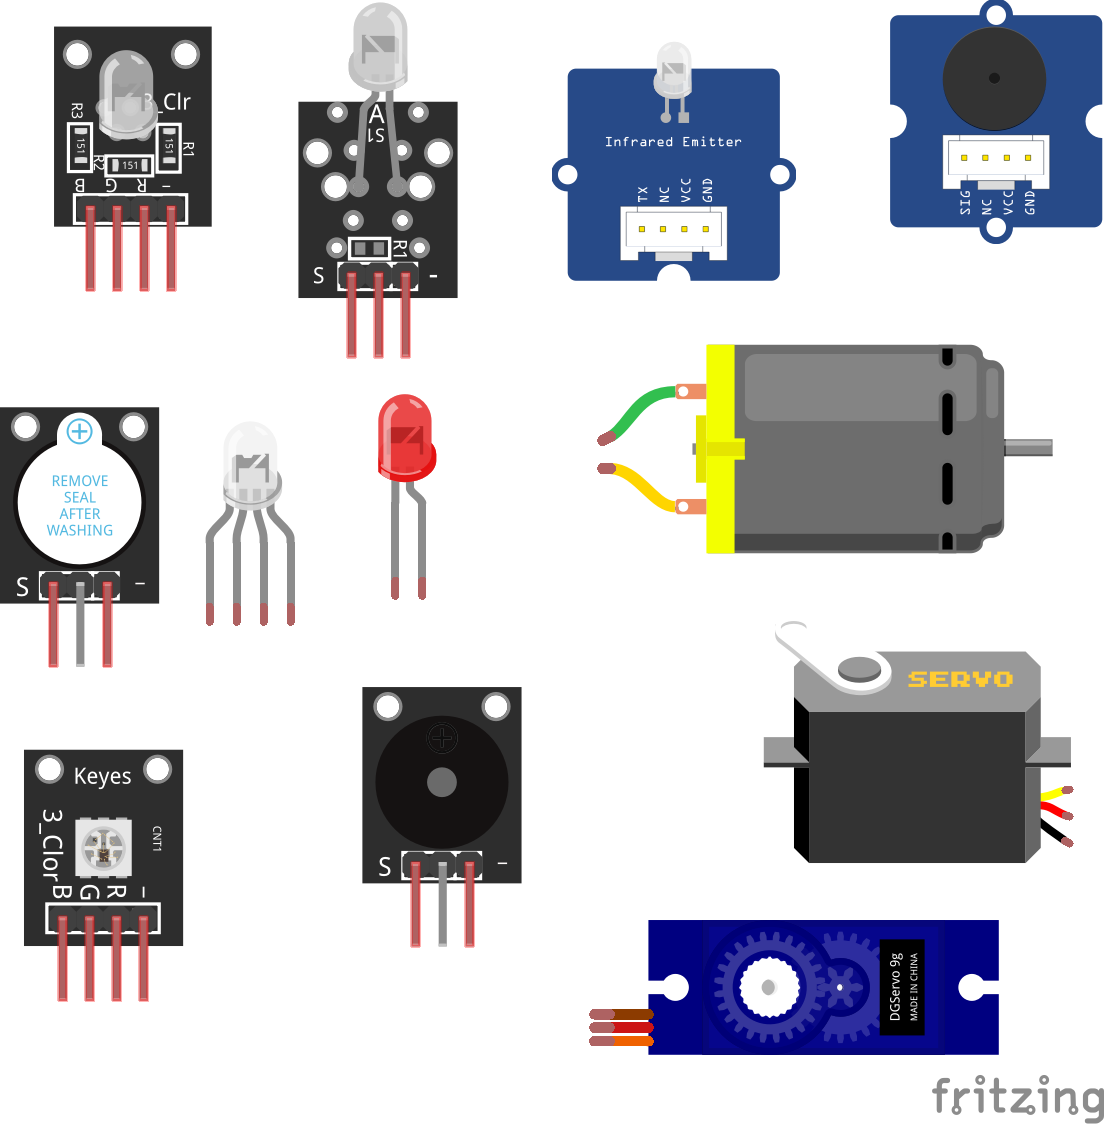 3_Clr
R3
151
R2
151
151
R1
B
G
R
-
A
S1
R1
S
-
Infrared Emitter
TX
NC
VCC
GND
SIG
NC
VCC
GND
REMOVE
SEAL
AFTER
WASHING
S
-
SERVO
Keyes
3_Clor
CNT1
B
G
R
-
S
-
DGServo 9g
MADE IN CHINA
fritzing